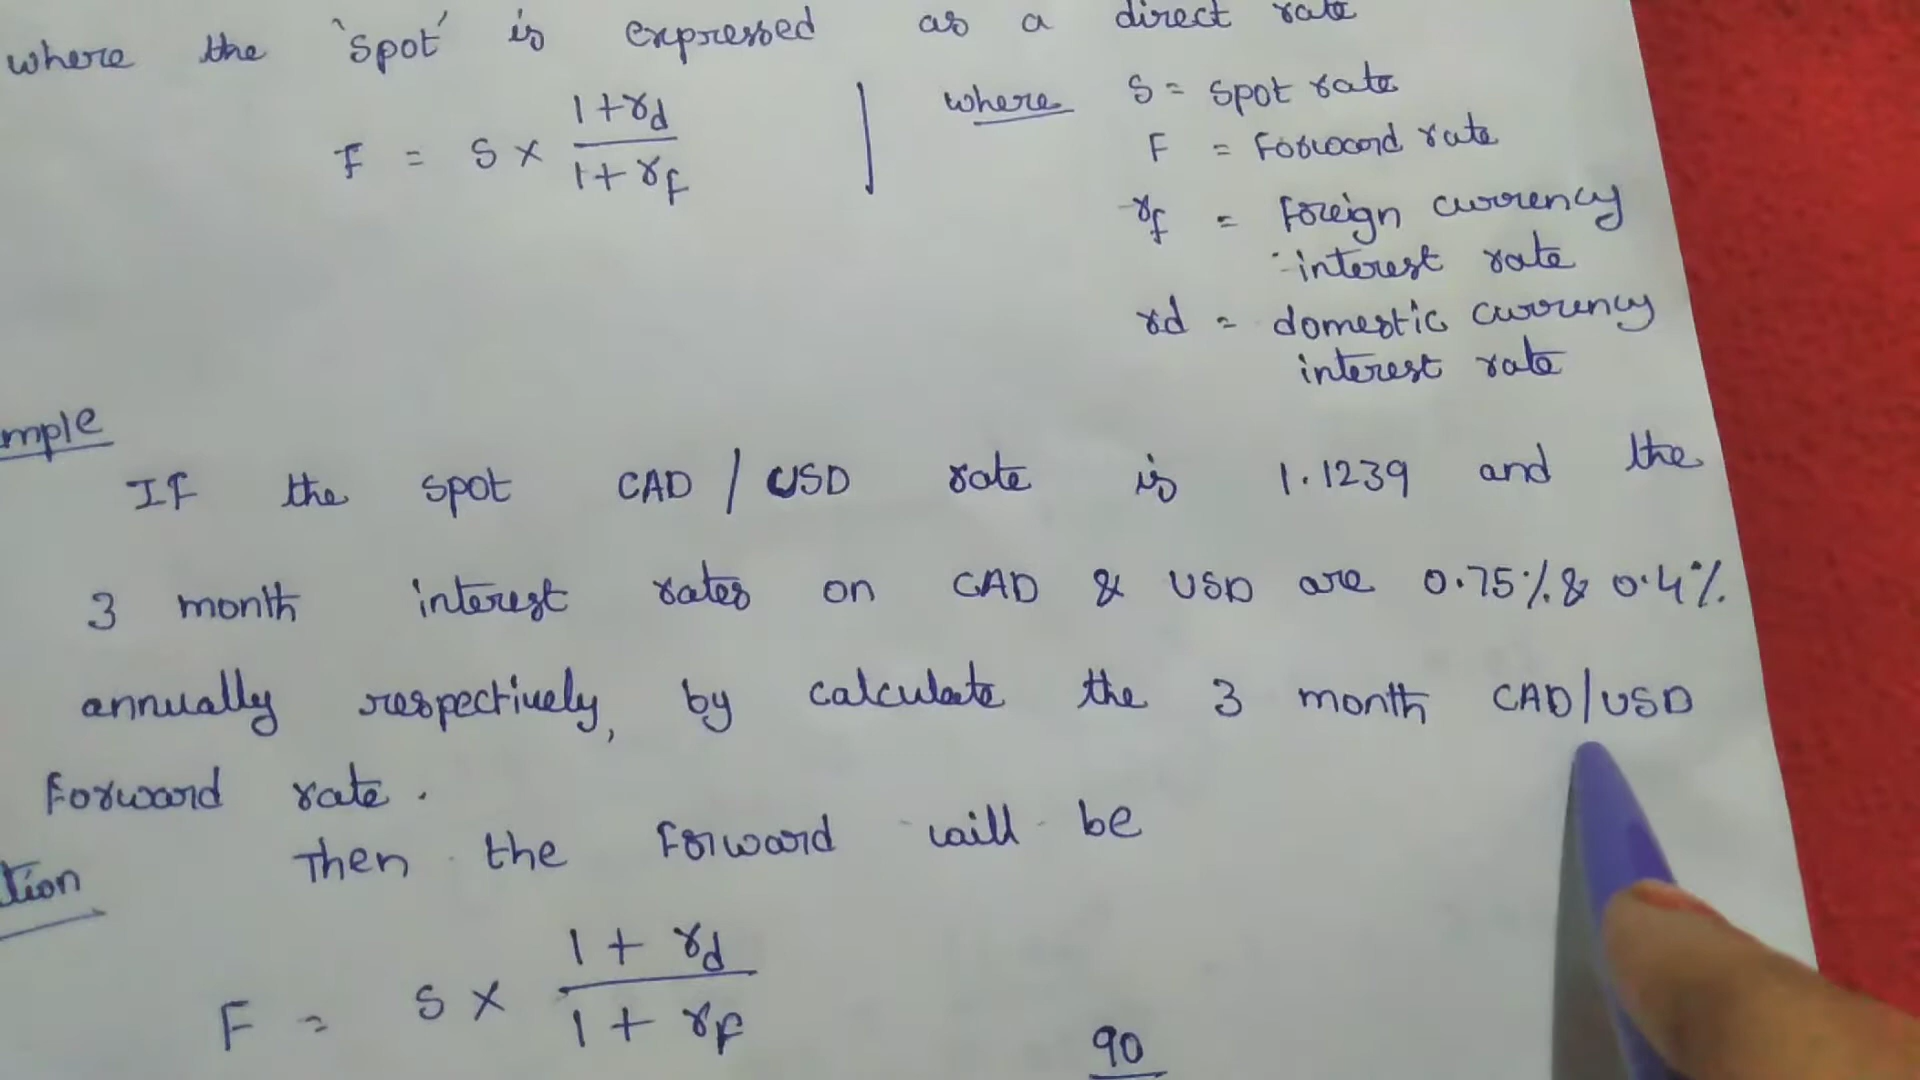 where the 'spot' is expressed as a direct rate
F = S × (1+rd)/(1+rf) | where S = spot rate
F = Forward rate
rf = Foreign currency
interest rate
rd = domestic currency
interest rate
mple
If the spot CAD / USD rate is 1.1239 and the
3 month interest rates on CAD & USD are 0.75% & 0.4%
annually respectively, by calculate the 3 month CAD/USD
Forward rate.
Then the Forward will be
tion
F = S × (1 + rd)/(1 + rf)
90